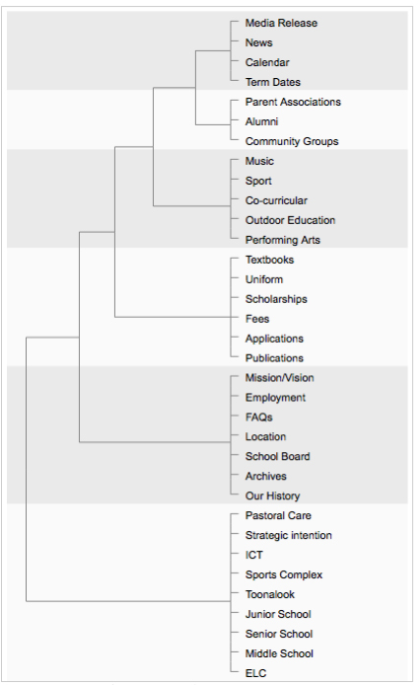 Media Release
News
Calendar
Term Dates
Parent Associations
Alumni
Community Groups
Music
Sport
Co-curricular
Outdoor Education
Performing Arts
Textbooks
Uniform
Scholarships
Fees
Applications
Publications
Mission/Vision
Employment
FAQs
Location
School Board
Archives
Our History
Pastoral Care
Strategic intention
ICT
Sports Complex
Toonalook
Junior School
Senior School
Middle School
ELC